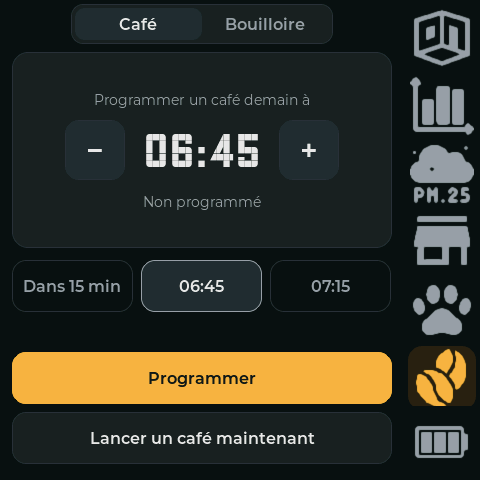 Café
Bouilloire
Programmer un café demain à
− 06:45 +
Non programmé
Dans 15 min
06:45
07:15
Programmer
Lancer un café maintenant
PM.25